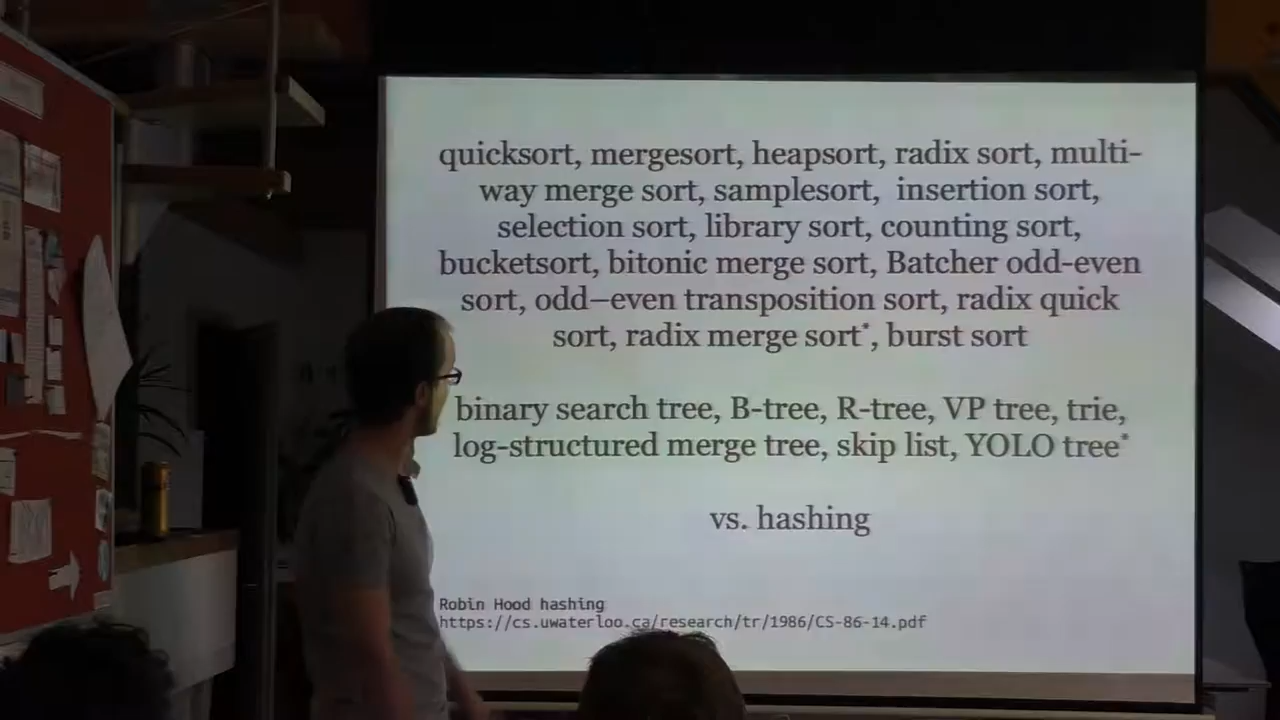 quicksort, mergesort, heapsort, radix sort, multi-
way merge sort, samplesort, insertion sort,
selection sort, library sort, counting sort,
bucketsort, bitonic merge sort, Batcher odd-even
sort, odd–even transposition sort, radix quick
sort, radix merge sort*, burst sort
binary search tree, B-tree, R-tree, VP tree, trie,
log-structured merge tree, skip list, YOLO tree*
vs. hashing
Robin Hood hashing
https://cs.uwaterloo.ca/research/tr/1986/CS-86-14.pdf